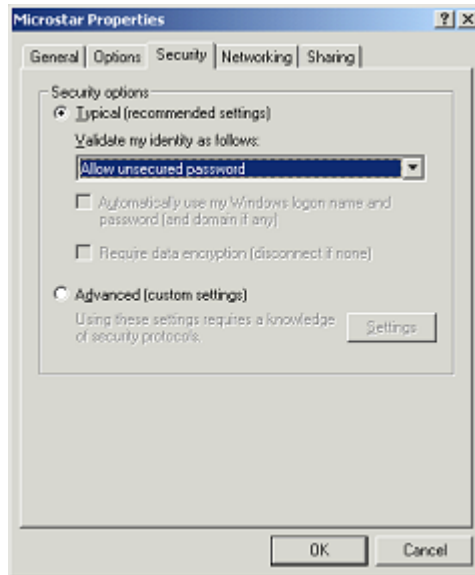 Microstar Properties
General Options Security Networking Sharing
Security options
Typical (recommended settings)
Validate my identity as follows:
Allow unsecured password
Automatically use my Windows logon name and
password (and domain if any)
Require data encryption (disconnect if none)
Advanced (custom settings)
Using these settings requires a knowledge
of security protocols.
Settings
OK Cancel